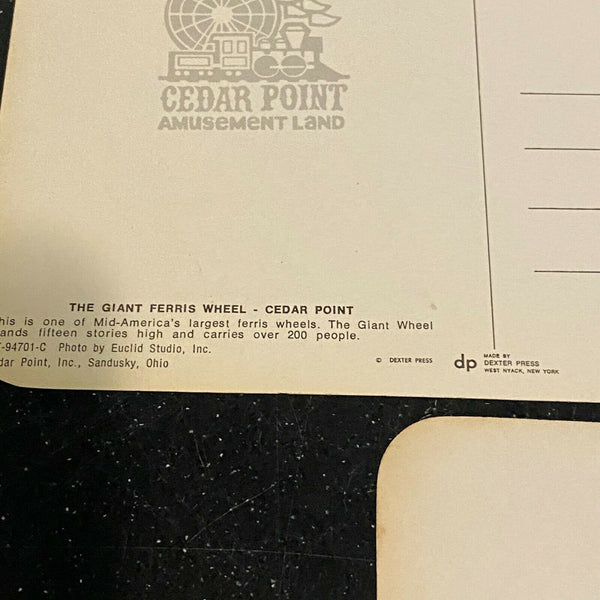 CEDAR POINT
AMUSEMENT LAND
THE GIANT FERRIS WHEEL - CEDAR POINT
his is one of Mid-America's largest ferris wheels. The Giant Wheel
ands fifteen stories high and carries over 200 people.
-94701-C Photo by Euclid Studio, Inc.
dar Point, Inc., Sandusky, Ohio
© DEXTER PRESS
dp
MADE BY
DEXTER PRESS
WEST NYACK, NEW YORK